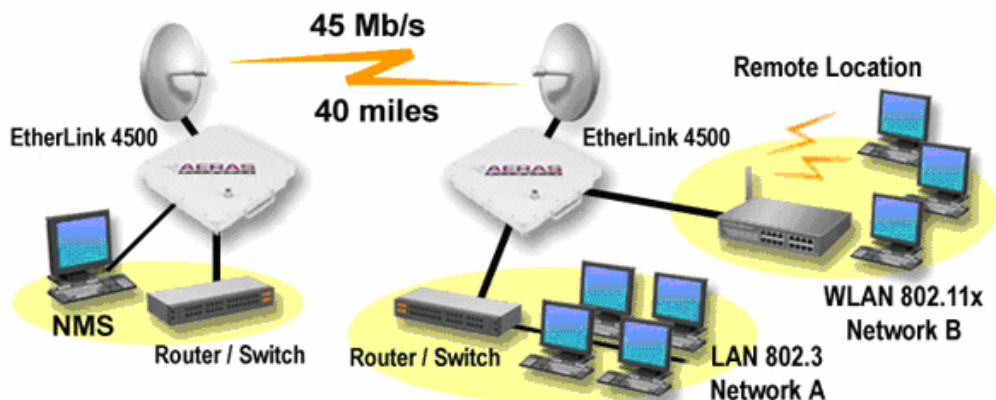 45 Mb/s
40 miles
Remote Location
EtherLink 4500
EtherLink 4500
AERAS
AERAS
NMS
Router / Switch
Router / Switch
LAN 802.3
Network A
WLAN 802.11x
Network B